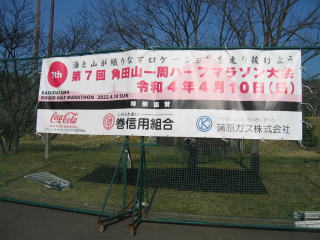 海と山が織りなすロケーションを走り抜けよう
7th
第7回 角田山一周ハーフマラソン大会
KAKUDAYAMA
ROUND HALF MARATHON 2022.4.10 SUN
令和4年4月10日(日)
特別協賛
Coca-Cola
巻信用組合
蒲原ガス株式会社